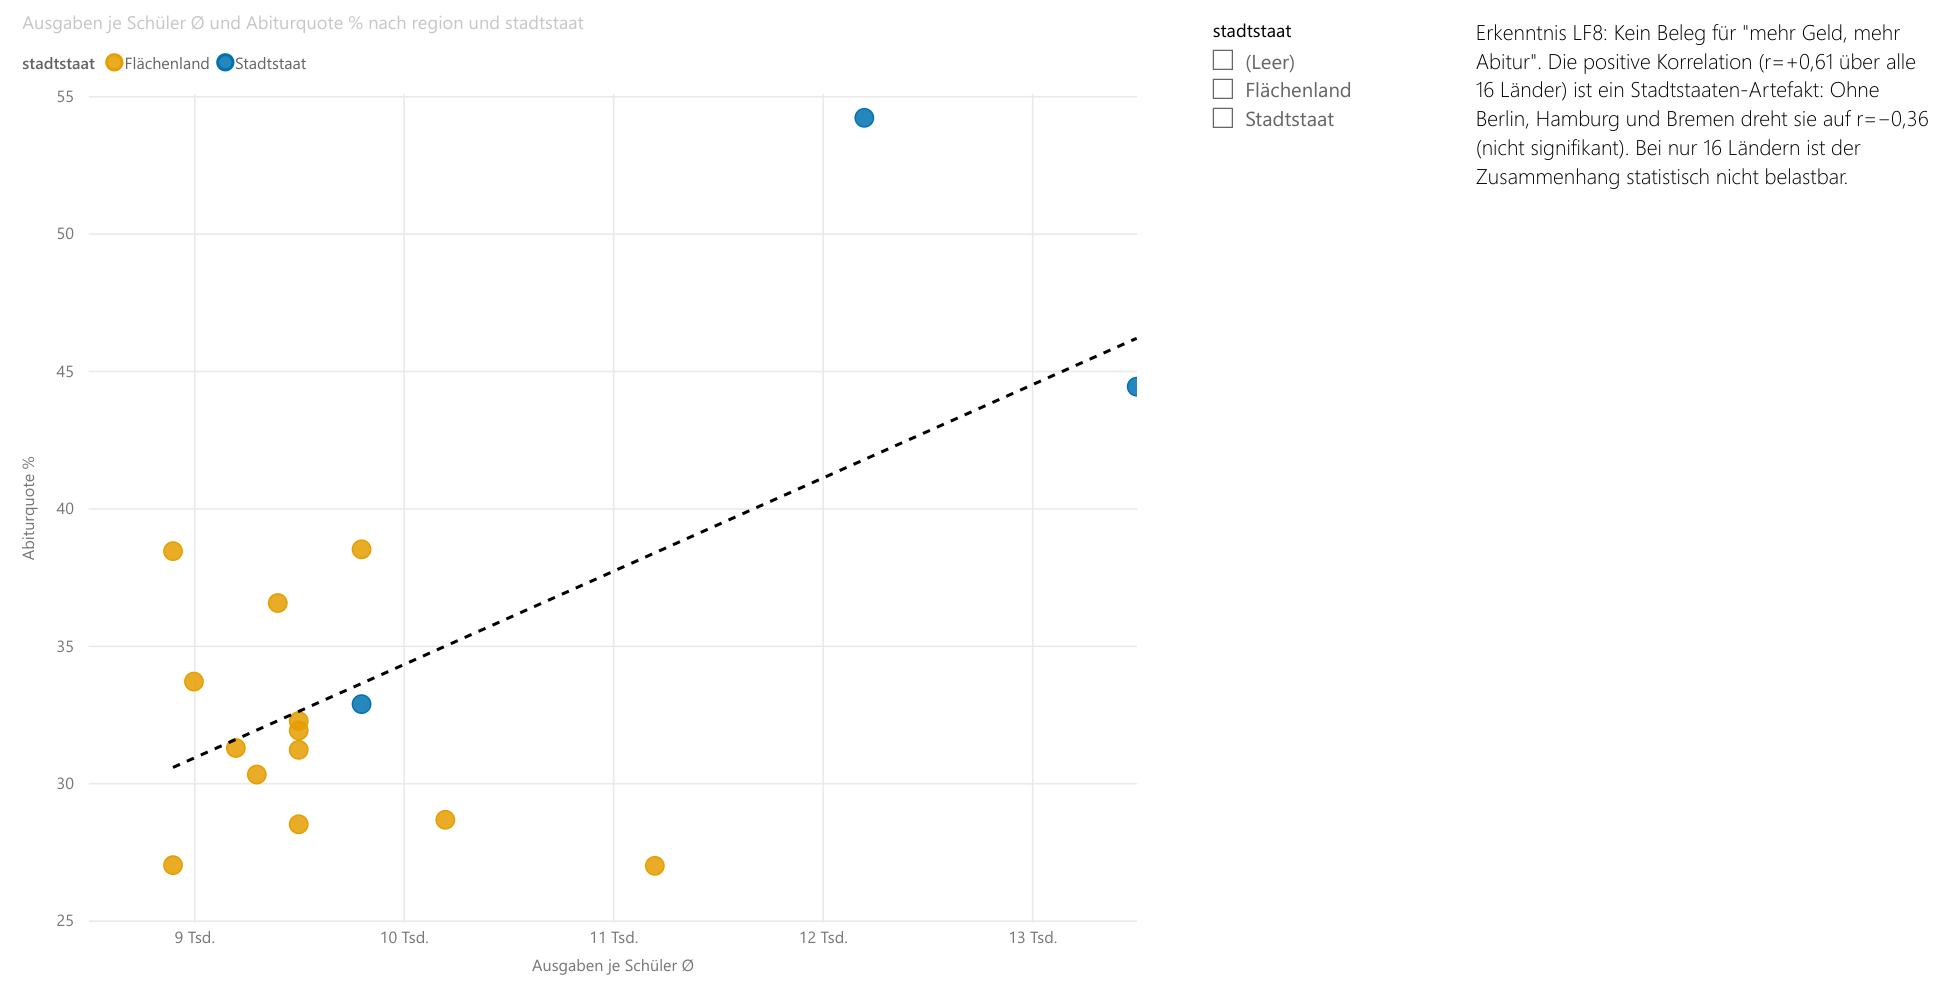 Ausgaben je Schüler Ø und Abiturquote % nach region und stadtstaat
stadtstaat Flächenland Stadtstaat
55
50
45
40
35
30
25
Abiturquote %
9 Tsd. 10 Tsd. 11 Tsd. 12 Tsd. 13 Tsd.
Ausgaben je Schüler Ø
stadtstaat
(Leer)
Flächenland
Stadtstaat
Erkenntnis LF8: Kein Beleg für "mehr Geld, mehr
Abitur". Die positive Korrelation (r=+0,61 über alle
16 Länder) ist ein Stadtstaaten-Artefakt: Ohne
Berlin, Hamburg und Bremen dreht sie auf r=−0,36
(nicht signifikant). Bei nur 16 Ländern ist der
Zusammenhang statistisch nicht belastbar.